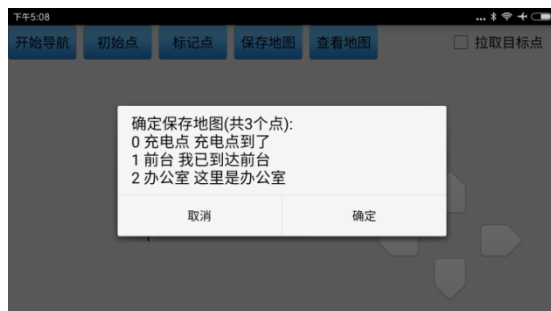 下午5:08
...
开始导航 初始点 标记点 保存地图 查看地图 拉取目标点
确定保存地图(共3个点):
0 充电点 充电点到了
1 前台 我已到达前台
2 办公室 这里是办公室
取消 确定